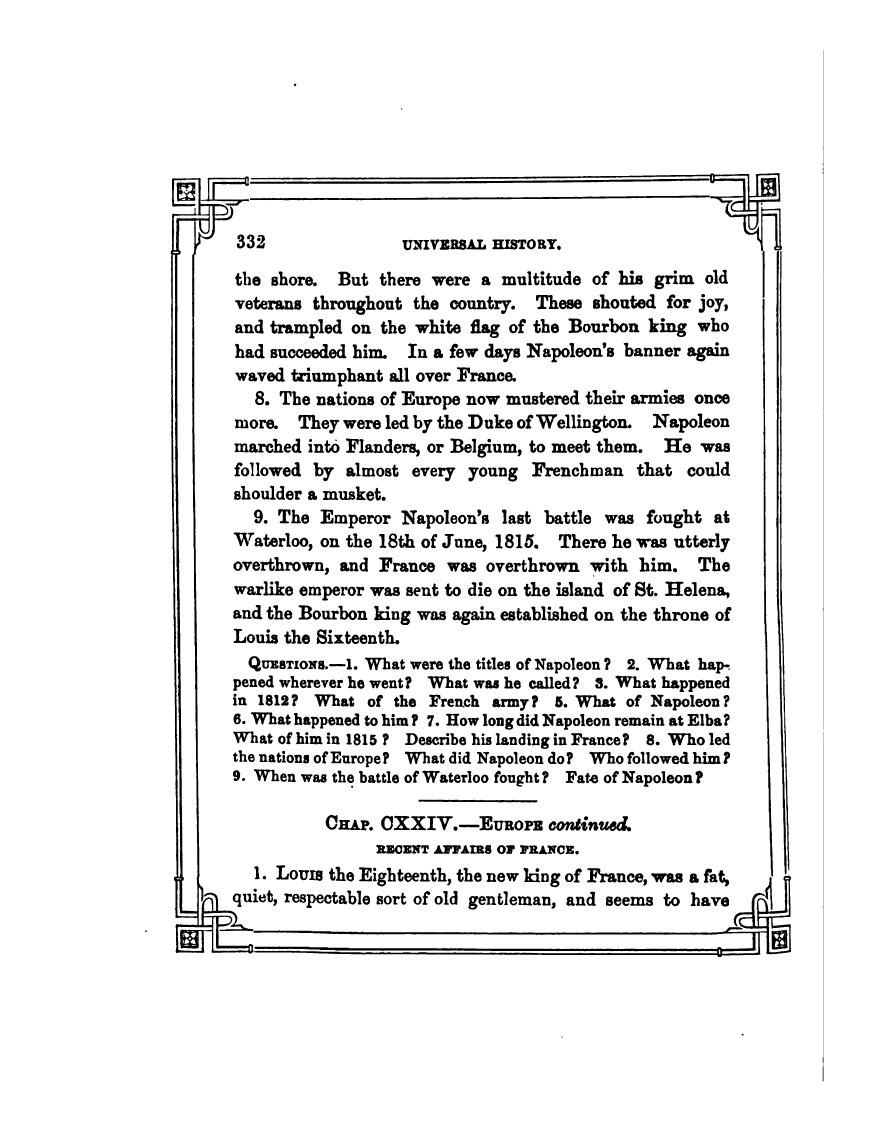 332
UNIVERSAL HISTORY.
the shore. But there were a multitude of his grim old
veterans throughout the country. These shouted for joy,
and trampled on the white flag of the Bourbon king who
had succeeded him. In a few days Napoleon's banner again
waved triumphant all over France.
8. The nations of Europe now mustered their armies once
more. They were led by the Duke of Wellington. Napoleon
marched into Flanders, or Belgium, to meet them. He was
followed by almost every young Frenchman that could
shoulder a musket.
9. The Emperor Napoleon's last battle was fought at
Waterloo, on the 18th of June, 1815. There he was utterly
overthrown, and France was overthrown with him. The
warlike emperor was sent to die on the island of St. Helena,
and the Bourbon king was again established on the throne of
Louis the Sixteenth.
QUESTIONS.—1. What were the titles of Napoleon? 2. What hap-
pened wherever he went? What was he called? 3. What happened
in 1812? What of the French army? 5. What of Napoleon?
6. What happened to him? 7. How long did Napoleon remain at Elba?
What of him in 1815? Describe his landing in France? 8. Who led
the nations of Europe? What did Napoleon do? Who followed him?
9. When was the battle of Waterloo fought? Fate of Napoleon?
CHAP. CXXIV.—EUROPE continued.
RECENT AFFAIRS OF FRANCE.
1. LOUIS the Eighteenth, the new king of France, was a fat,
quiet, respectable sort of old gentleman, and seems to have